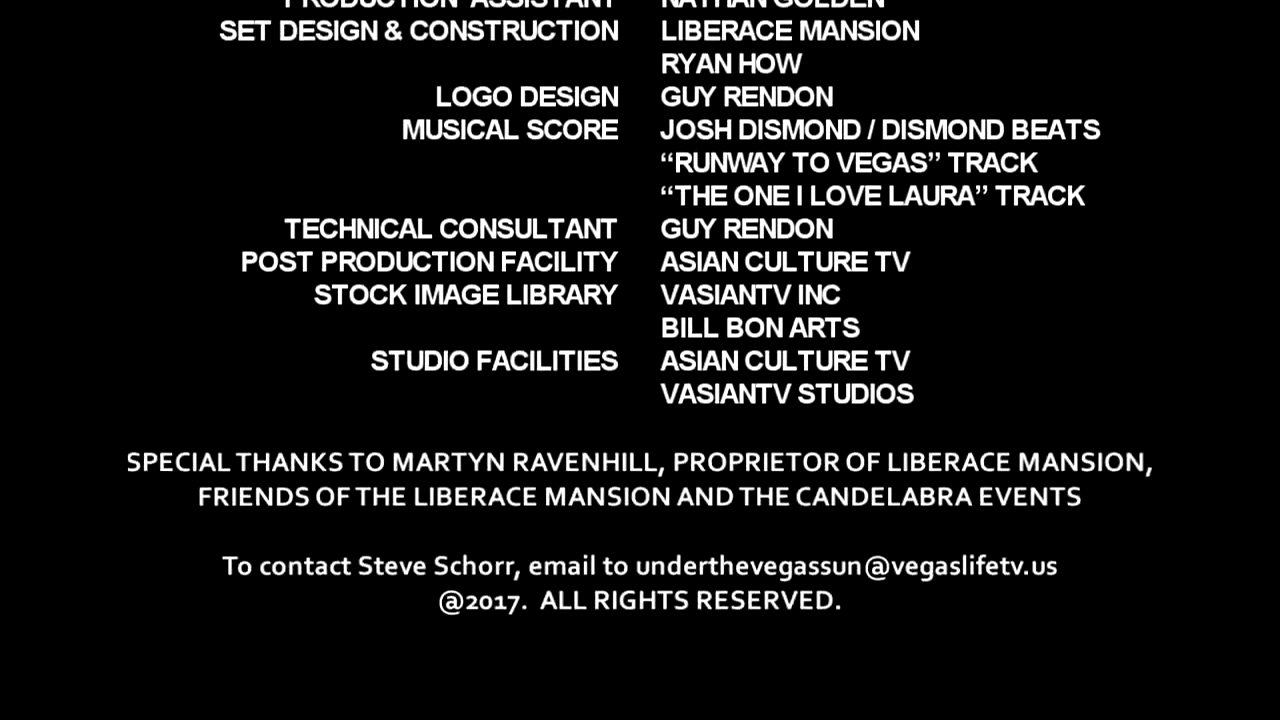 PRODUCTION ASSISTANT NATHAN GOLDEN
SET DESIGN & CONSTRUCTION LIBERACE MANSION
RYAN HOW
LOGO DESIGN GUY RENDON
MUSICAL SCORE JOSH DISMOND / DISMOND BEATS
“RUNWAY TO VEGAS” TRACK
“THE ONE I LOVE LAURA” TRACK
TECHNICAL CONSULTANT GUY RENDON
POST PRODUCTION FACILITY ASIAN CULTURE TV
STOCK IMAGE LIBRARY VASIANTV INC
BILL BON ARTS
STUDIO FACILITIES ASIAN CULTURE TV
VASIANTV STUDIOS
SPECIAL THANKS TO MARTYN RAVENHILL, PROPRIETOR OF LIBERACE MANSION,
FRIENDS OF THE LIBERACE MANSION AND THE CANDELABRA EVENTS
To contact Steve Schorr, email to underthevegassun@vegaslifetv.us
@2017. ALL RIGHTS RESERVED.